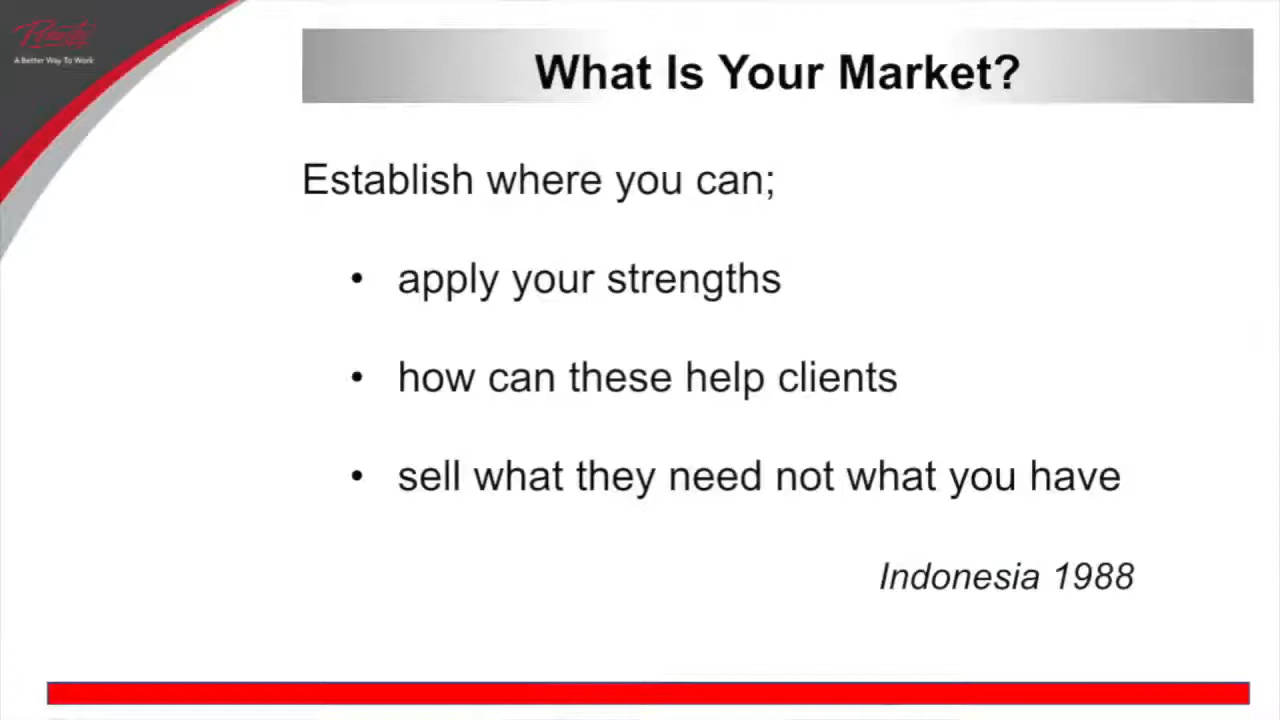 A Better Way To Work
What Is Your Market?
Establish where you can;
• apply your strengths
• how can these help clients
• sell what they need not what you have
Indonesia 1988